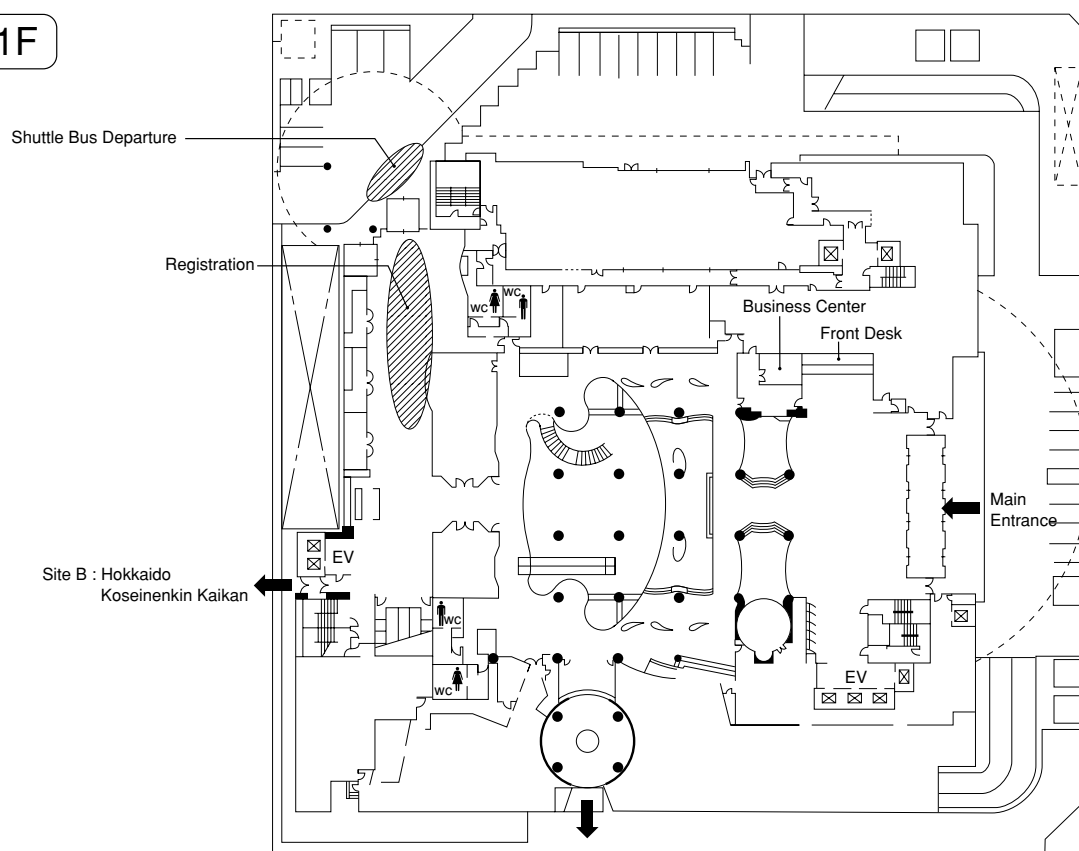 1F
Shuttle Bus Departure
Registration
WC
WC
Business Center
Front Desk
Main
Entrance
EV
Site B : Hokkaido
Koseinenkin Kaikan
WC
WC
EV